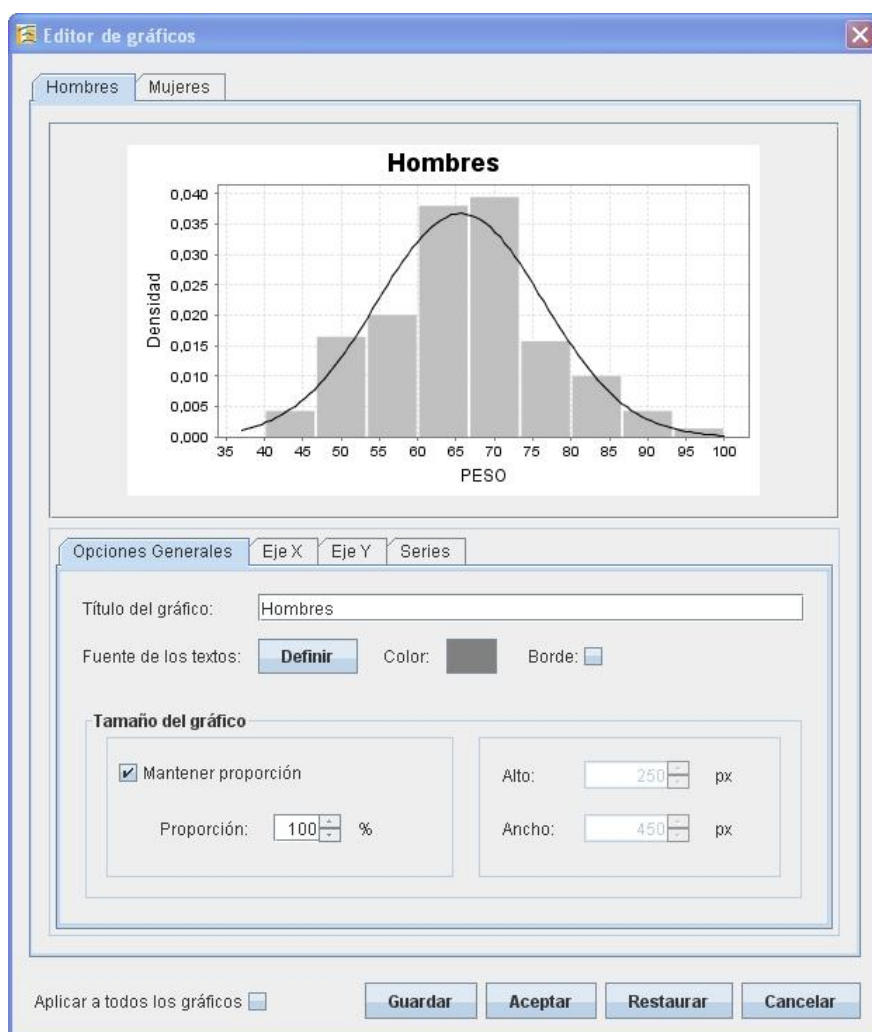 Editor de gráficos
Hombres Mujeres
Hombres
0,040
0,035
0,030
0,025
0,020
0,015
0,010
0,005
0,000
Densidad
35 40 45 50 55 60 65 70 75 80 85 90 95 100
PESO
Opciones Generales Eje X Eje Y Series
Título del gráfico: Hombres
Fuente de los textos: Definir Color: Borde:
Tamaño del gráfico
Mantener proporción
Proporción: 100 %
Alto: 250 px
Ancho: 450 px
Aplicar a todos los gráficos Guardar Aceptar Restaurar Cancelar